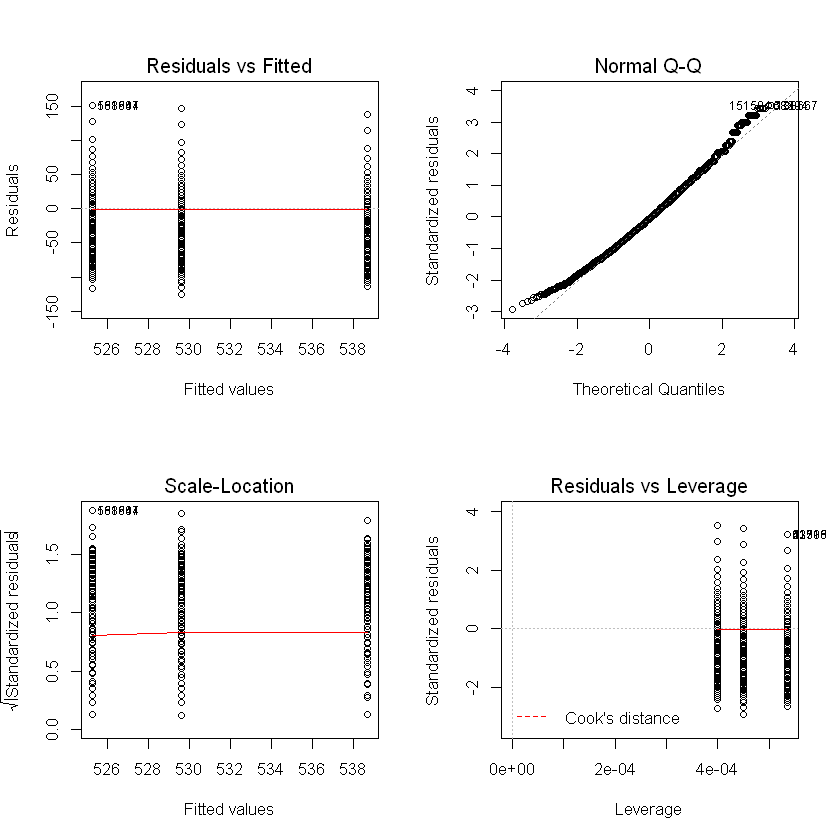 Residuals vs Fitted
Residuals
150
50
0
-50
-150
526 528 530 532 534 536 538
Fitted values
Normal Q-Q
Standardized residuals
4
3
2
1
0
-1
-2
-3
-4 -2 0 2 4
Theoretical Quantiles
Scale-Location
√|Standardized residuals|
1.5
1.0
0.5
0.0
526 528 530 532 534 536 538
Fitted values
Residuals vs Leverage
Standardized residuals
4
2
0
-2
Cook's distance
0e+00 2e-04 4e-04
Leverage